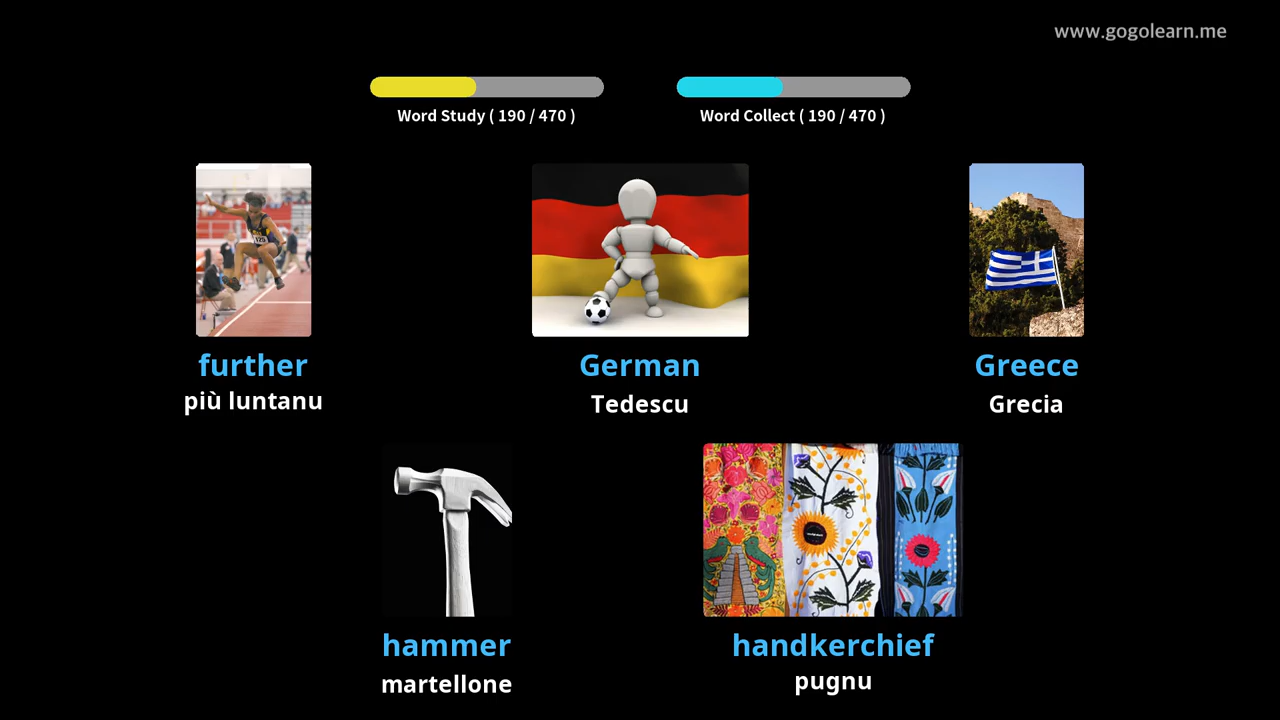 www.gogolearn.me
Word Study ( 190 / 470 )
Word Collect ( 190 / 470 )
further
più luntanu
German
Tedescu
Greece
Grecia
hammer
martellone
handkerchief
pugnu